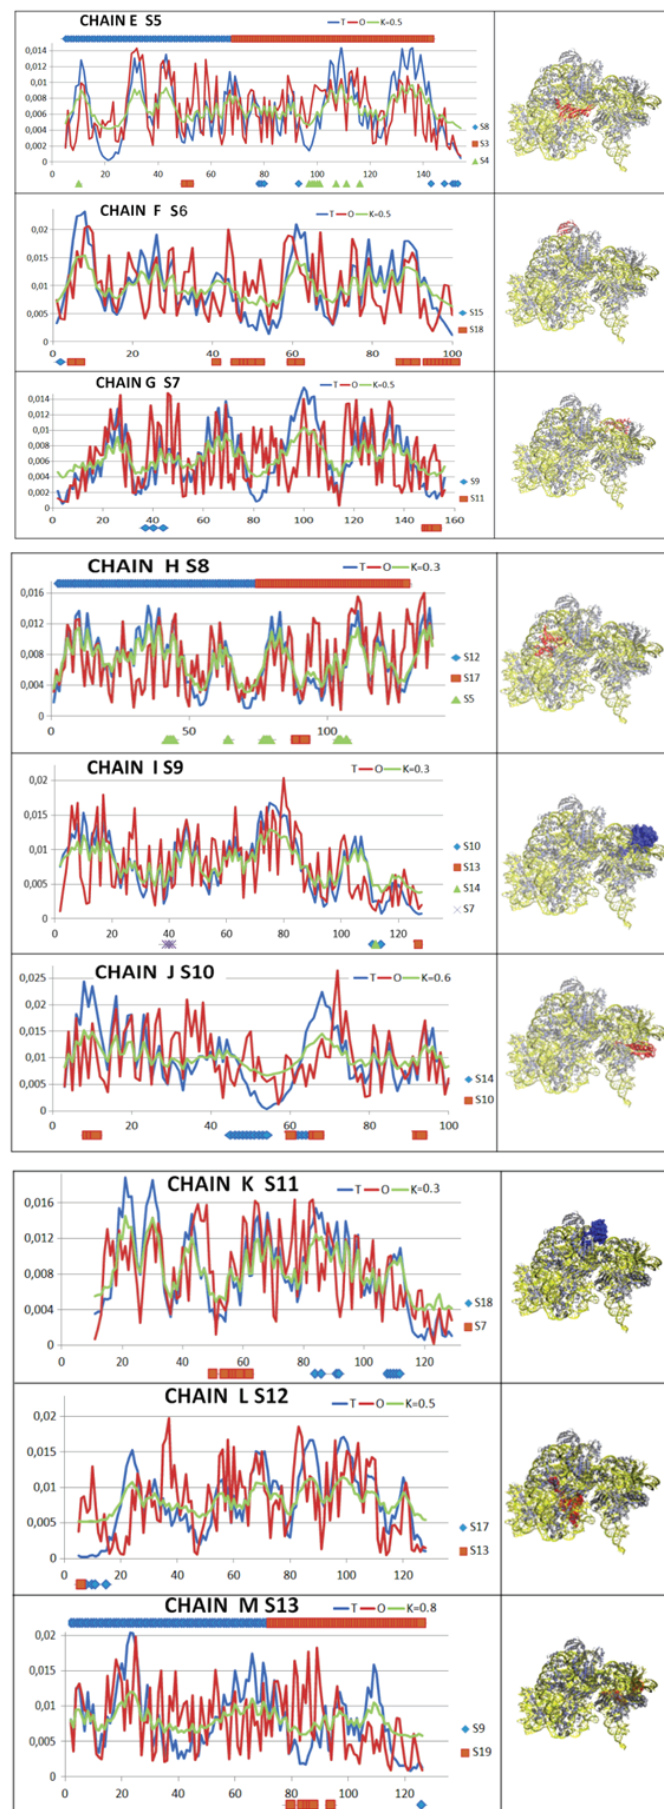 CHAIN E S5
T O K=0.5
0,014
0,012
0,01
0,008
0,006
0,004
0,002
0
0 20 40 60 80 100 120 140
S8
S3
S4
CHAIN F S6
T O K=0.5
0,02
0,015
0,01
0,005
0
0 20 40 60 80 100
S15
S18
CHAIN G S7
T O K=0.5
0,014
0,012
0,01
0,008
0,006
0,004
0,002
0
0 20 40 60 80 100 120 140 160
S9
S11
CHAIN H S8
T O K=0.3
0,016
0,012
0,008
0,004
0
0 50 100
S12
S17
S5
CHAIN I S9
T O K=0.3
0,02
0,015
0,01
0,005
0
0 20 40 60 80 100 120
S10
S13
S14
S7
CHAIN J S10
T O K=0.6
0,025
0,02
0,015
0,01
0,005
0
0 20 40 60 80 100
S14
S10
CHAIN K S11
T O K=0.3
0,016
0,012
0,008
0,004
0
0 20 40 60 80 100 120
S18
S7
CHAIN L S12
T O K=0.5
0,02
0,015
0,01
0,005
0
0 20 40 60 80 100 120
S17
S13
CHAIN M S13
T O K=0.8
0,02
0,015
0,01
0,005
0
0 20 40 60 80 100 120
S9
S19